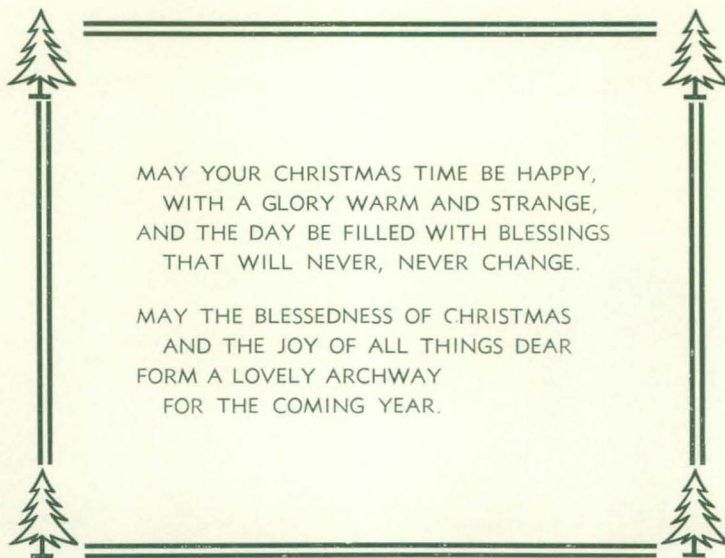 MAY YOUR CHRISTMAS TIME BE HAPPY,
WITH A GLORY WARM AND STRANGE,
AND THE DAY BE FILLED WITH BLESSINGS
THAT WILL NEVER, NEVER CHANGE.

MAY THE BLESSEDNESS OF CHRISTMAS
AND THE JOY OF ALL THINGS DEAR
FORM A LOVELY ARCHWAY
FOR THE COMING YEAR.